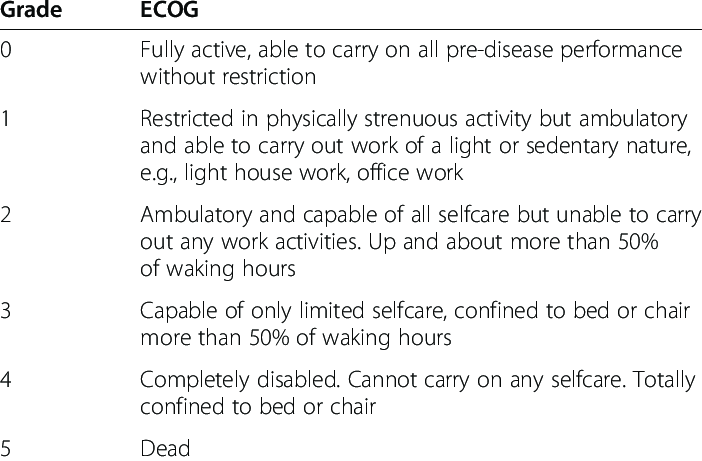 Grade ECOG
0 Fully active, able to carry on all pre-disease performance
without restriction
1 Restricted in physically strenuous activity but ambulatory
and able to carry out work of a light or sedentary nature,
e.g., light house work, office work
2 Ambulatory and capable of all selfcare but unable to carry
out any work activities. Up and about more than 50%
of waking hours
3 Capable of only limited selfcare, confined to bed or chair
more than 50% of waking hours
4 Completely disabled. Cannot carry on any selfcare. Totally
confined to bed or chair
5 Dead